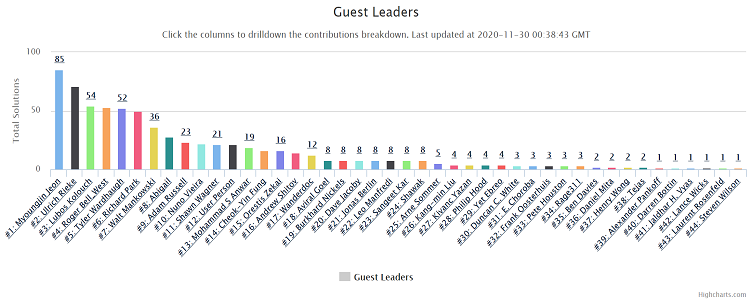 Guest Leaders
Click the columns to drilldown the contributions breakdown. Last updated at 2020-11-30 00:38:43 GMT
Total Solutions
100
50
0
85
54
52
36
23
21
19
16
12
8
8
8
8
8
8
8
5
4
4
4
4
3
3
3
3
3
2
2
2
2
1
1
1
1
1
1
#1: Myoungjin Jeon
#2: Ulrich Rieke
#3: Lubos Kolouch
#4: Roger Bell_West
#5: Tyler Wardhaugh
#6: Richard Park
#7: Walt Mankowski
#8: Abigail
#9: Adam Russell
#10: Nuno Vieira
#11: Shawn Wagner
#12: User Person
#13: Mohammad S Anwar
#14: Cheok-Yin Fung
#15: Orestis Zekai
#16: Andrew Shitov
#17: Wanderdoc
#18: Aviral Goel
#19: Burkhard Nickels
#20: Dave Jacoby
#21: Jonas Berlin
#22: Leo Manfredi
#23: Sangeet Kar
#24: Shawak
#25: Arne Sommer
#26: Kang-min Liu
#27: Kivanc Yazan
#28: Philip Hood
#29: Yet Ebreo
#30: Duncan C. White
#31: E. Choroba
#32: Frank Oosterhuis
#33: Pete Houston
#34: Rage311
#35: Ben Davies
#36: Daniel Mita
#37: Henry Wong
#38: Tejas
#39: Alexander Pankoff
#40: Darren Bottin
#41: Jaldhar H. Vyas
#42: Lance Wick
#43: Laurent Rosenfeld
#44: Steven Wilson
Guest Leaders
Highcharts.com